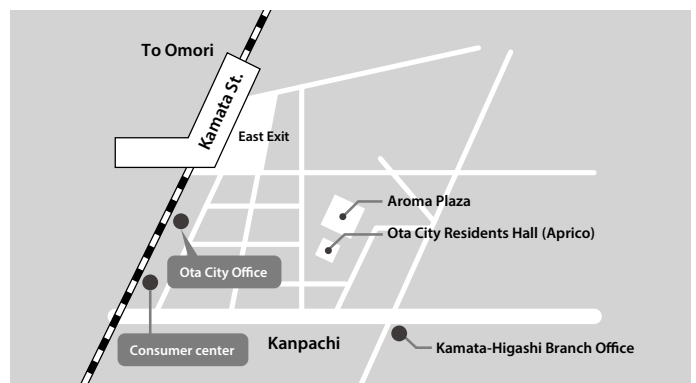 To Omori
Kamata St.
East Exit
Aroma Plaza
Ota City Residents Hall (Aprico)
Ota City Office
Consumer center
Kanpachi
Kamata-Higashi Branch Office